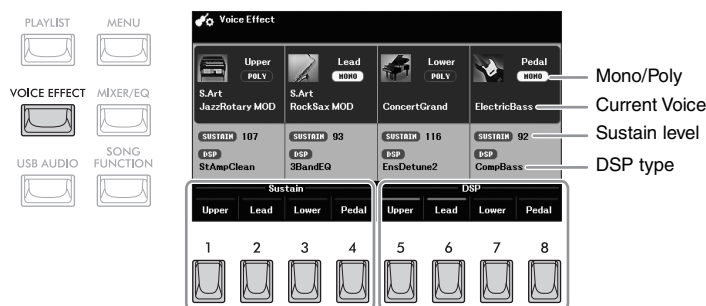 PLAYLIST
MENU
VOICE EFFECT
MIXER/EQ
USB AUDIO
SONG
FUNCTION
Voice Effect
Upper
POLY
S.Art
JazzRotary MOD
SUSTAIN 107
DSP
StAmpClean
Lead
MONO
S.Art
RockSax MOD
SUSTAIN 93
DSP
3BandEQ
Lower
POLY
ConcertGrand
SUSTAIN 116
DSP
EnsDetune2
Pedal
MONO
ElectricBass
SUSTAIN 92
DSP
CompBass
Mono/Poly
Current Voice
Sustain level
DSP type
Sustain
Upper Lead Lower Pedal
DSP
Upper Lead Lower Pedal
1 2 3 4 5 6 7 8